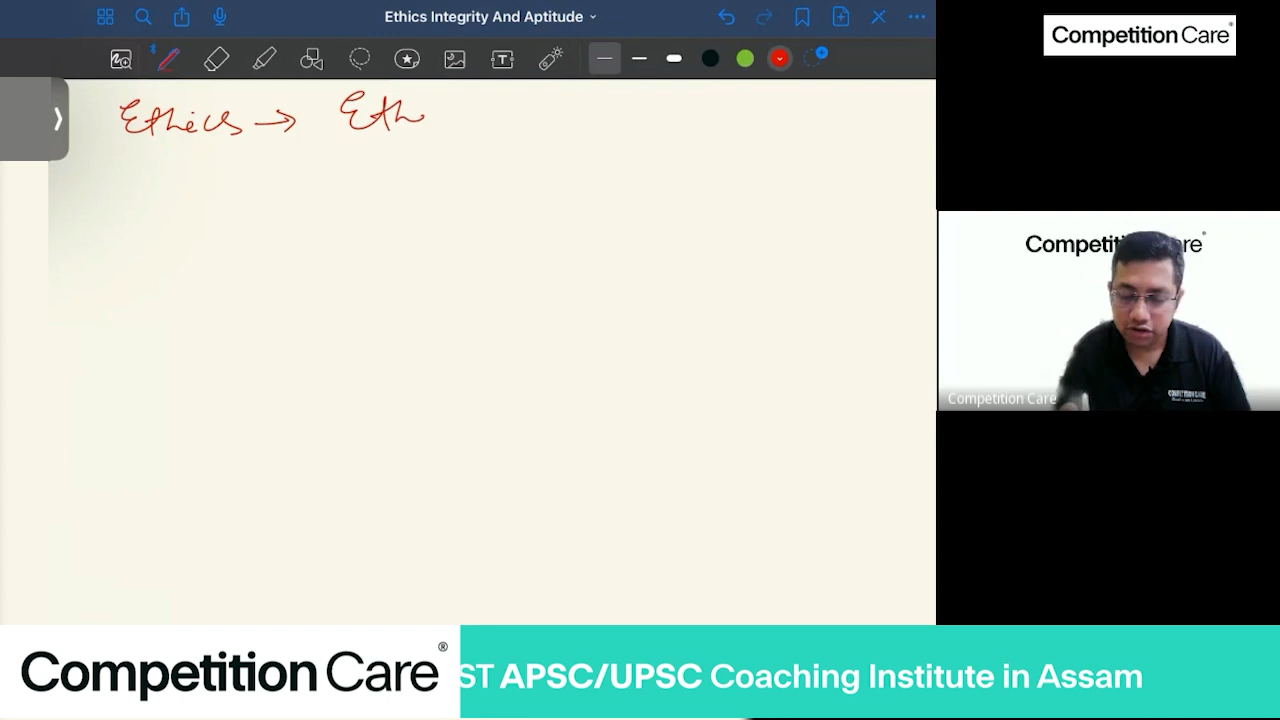 Ethics Integrity And Aptitude
Competition Care®
Ethics → Eth
Competition Care
Competition Care®
ST APSC/UPSC Coaching Institute in Assam